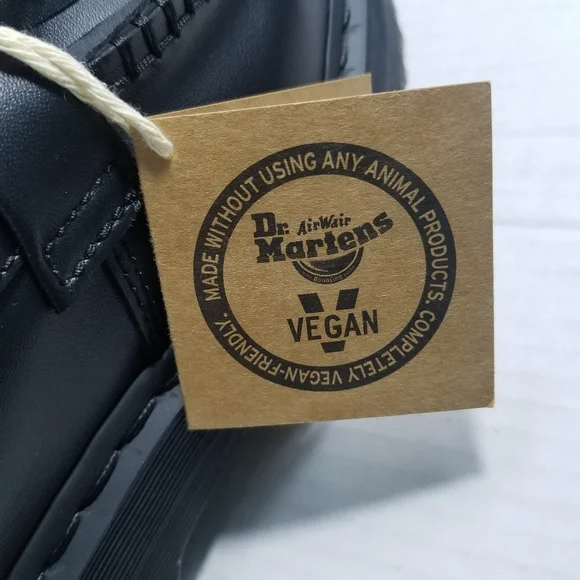 MADE WITHOUT USING ANY ANIMAL PRODUCTS. COMPLETELY VEGAN-FRIENDLY.
Dr. AirWair
Martens
V
VEGAN